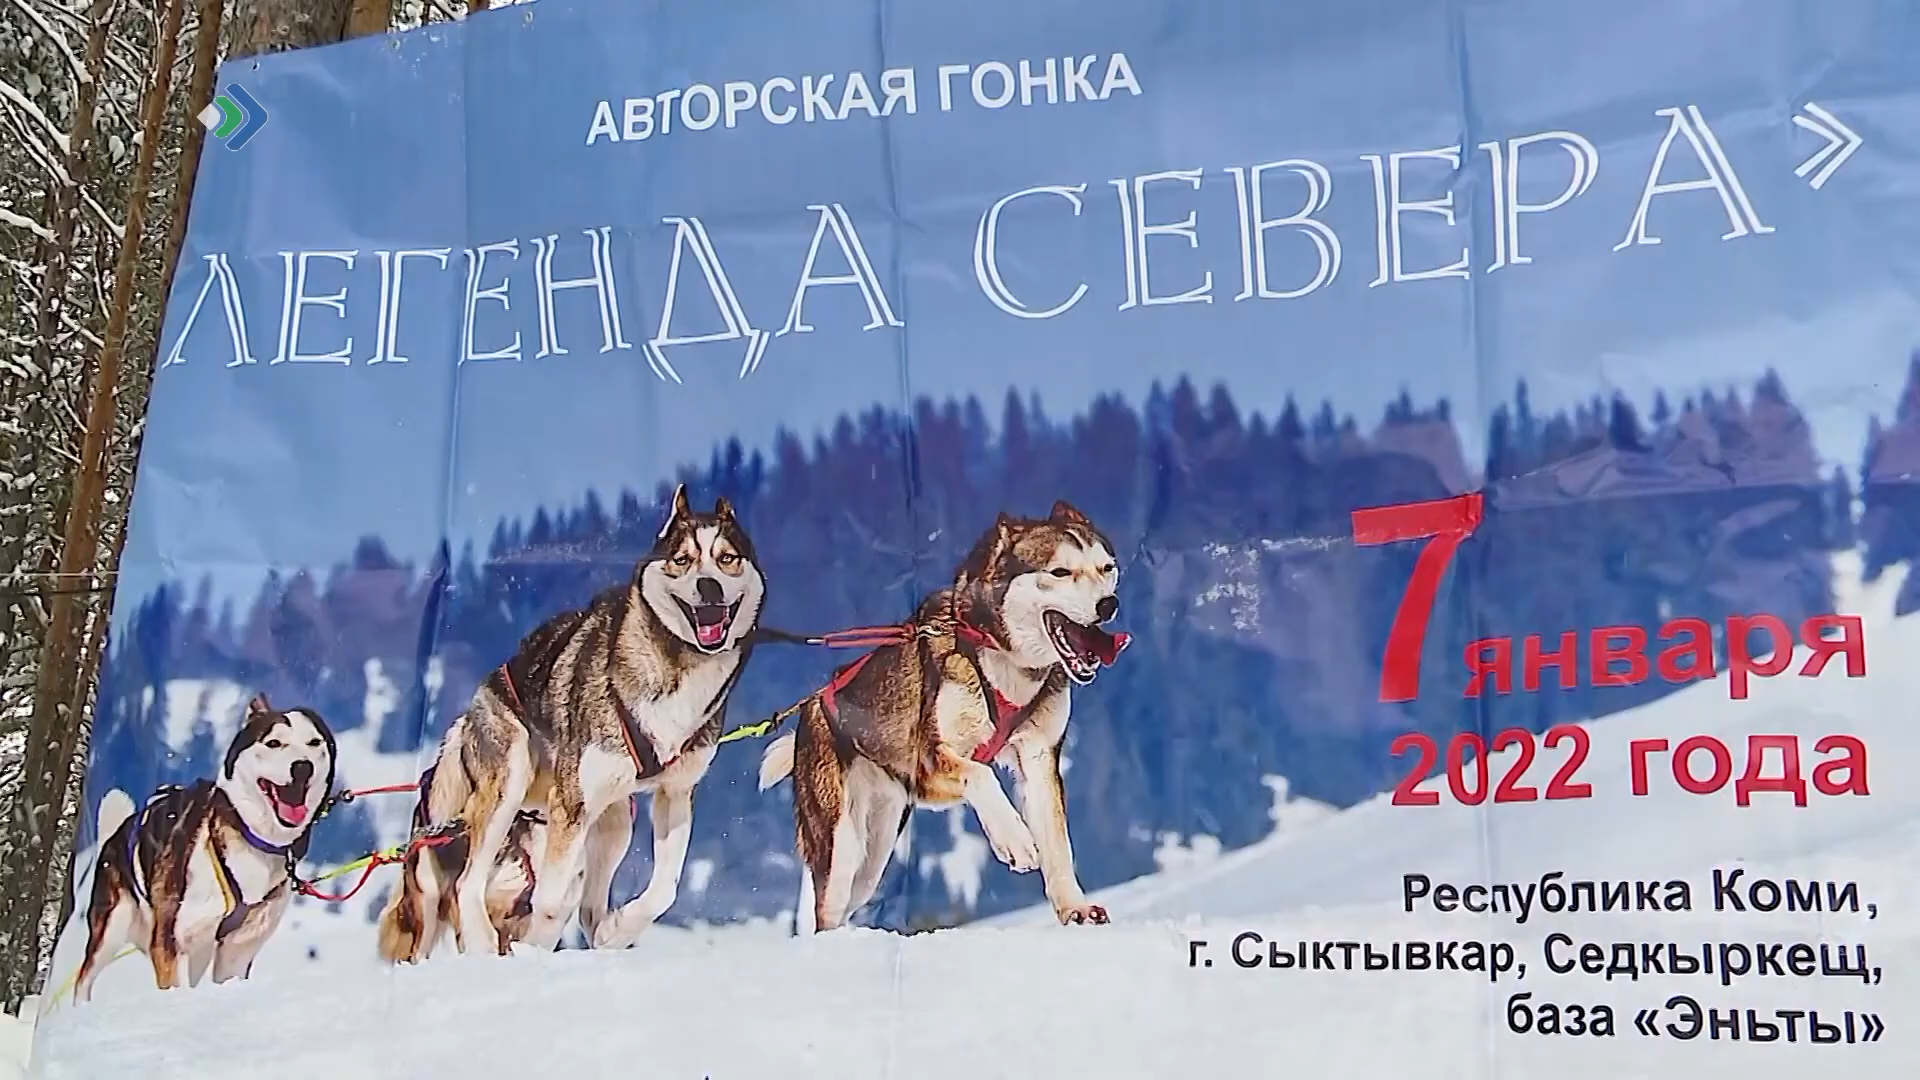 АВТОРСКАЯ ГОНКА
ЛЕГЕНДА СЕВЕРА»
7 января
2022 года
Республика Коми,
г. Сыктывкар, Седкыркещ,
база «Эньты»